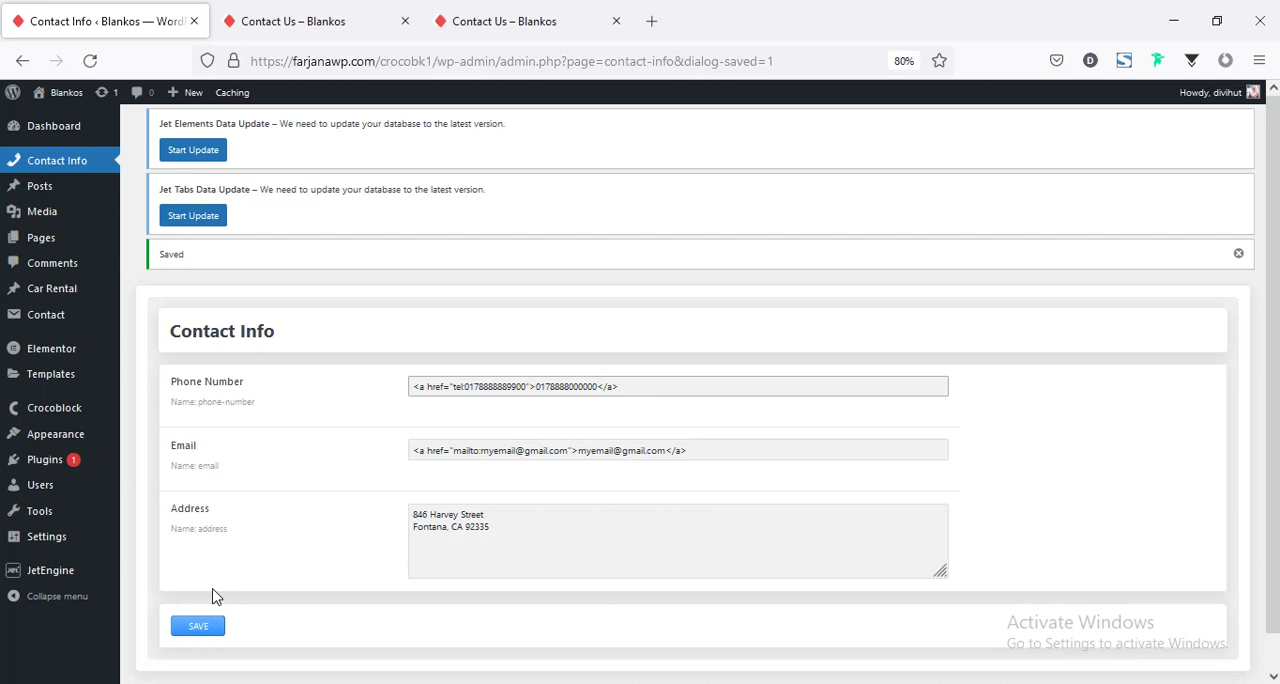 Contact Info ‹ Blankos — Word
Contact Us – Blankos
Contact Us – Blankos
https://farjanawp.com/crocobk1/wp-admin/admin.php?page=contact-info&dialog-saved=1
80%
Blankos
1
0
New
Caching
Howdy, divihut
Dashboard
Contact Info
Posts
Media
Pages
Comments
Car Rental
Contact
Elementor
Templates
Crocoblock
Appearance
Plugins 1
Users
Tools
Settings
JetEngine
Collapse menu
Jet Elements Data Update – We need to update your database to the latest version.
Start Update
Jet Tabs Data Update – We need to update your database to the latest version.
Start Update
Saved
Contact Info
Phone Number
Name: phone-number
<a href="tel:0178888889900">0178888000000</a>
Email
Name: email
<a href="mailto:myemail@gmail.com">myemail@gmail.com</a>
Address
Name: address
846 Harvey Street
Fontana, CA 92335
SAVE
Activate Windows
Go to Settings to activate Windows.